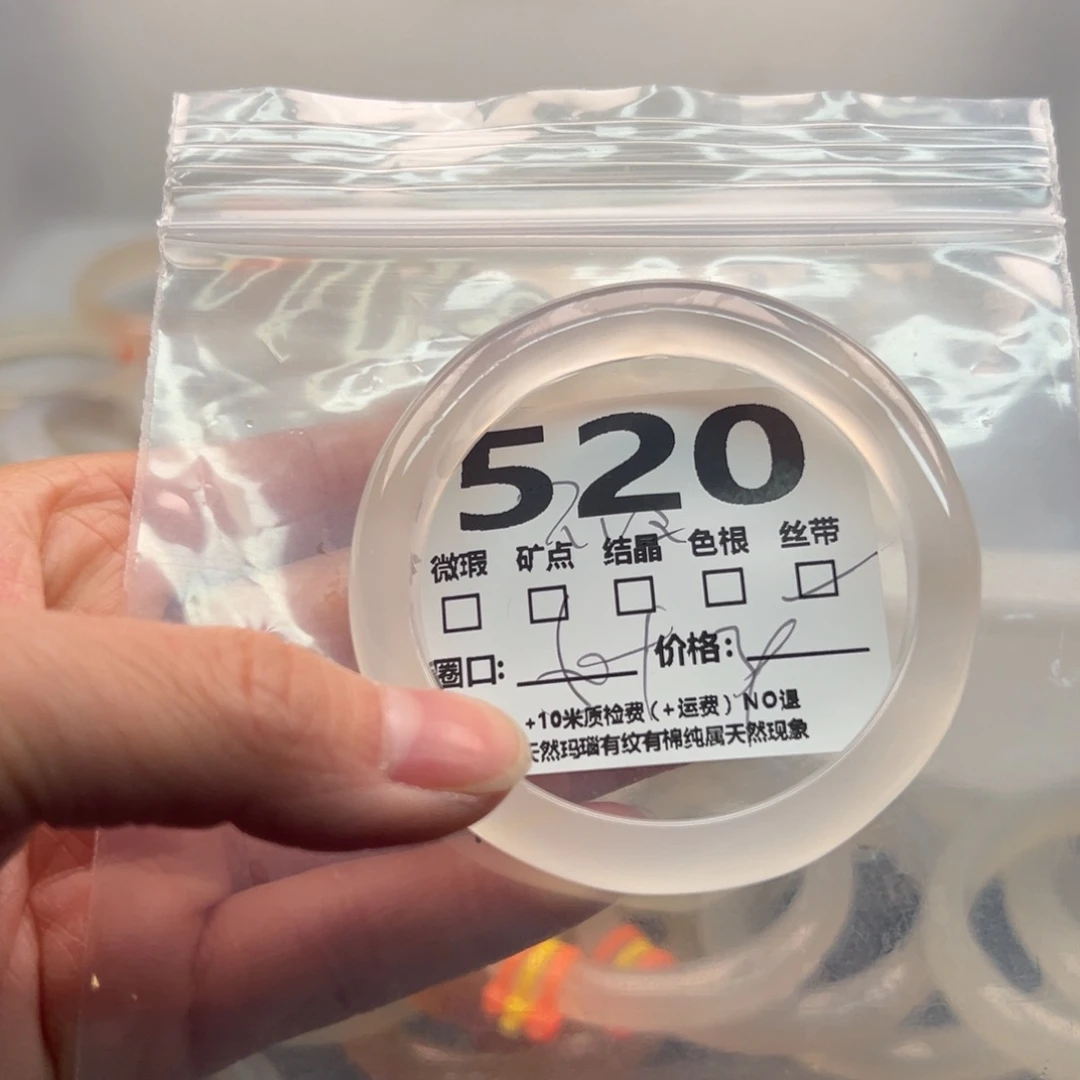 520
微瑕 矿点 结晶 色根 丝带
圈口: 价格:
+10米质检费(+运费)NO退
天然玛瑙有纹有棉纯属天然现象